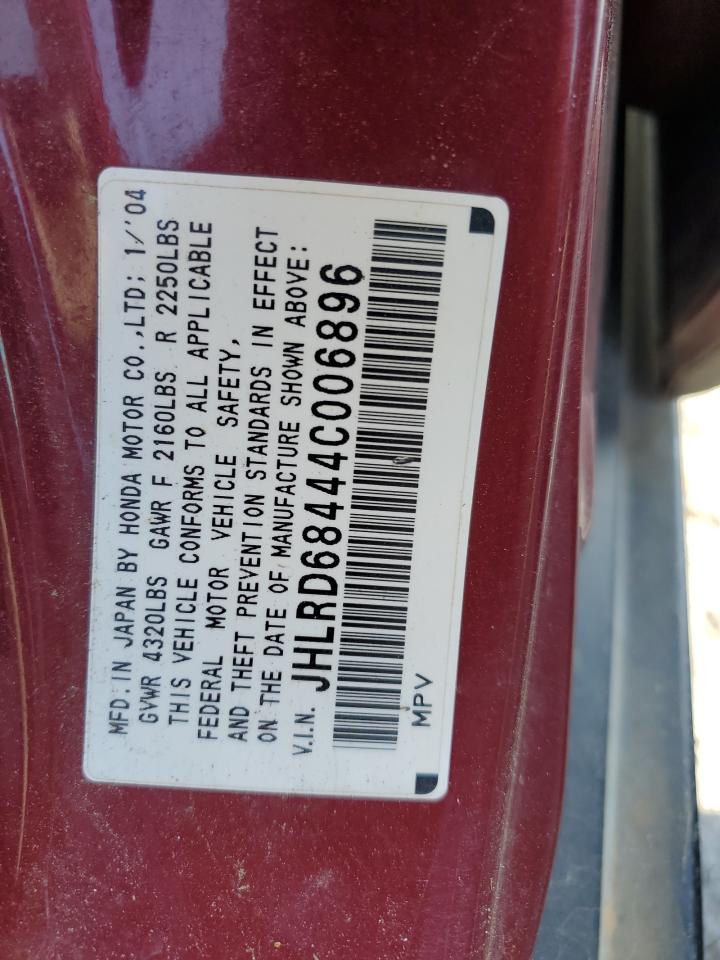 MFD. IN JAPAN BY HONDA MOTOR CO.,LTD; 1/'04
GVWR 4320LBS GAWR F 2160LBS R 2250LBS
THIS VEHICLE CONFORMS TO ALL APPLICABLE
FEDERAL MOTOR VEHICLE SAFETY,
AND THEFT PREVENTION STANDARDS IN EFFECT
ON THE DATE OF MANUFACTURE SHOWN ABOVE:
V.I.N. JHLRD68444C006896
MPV